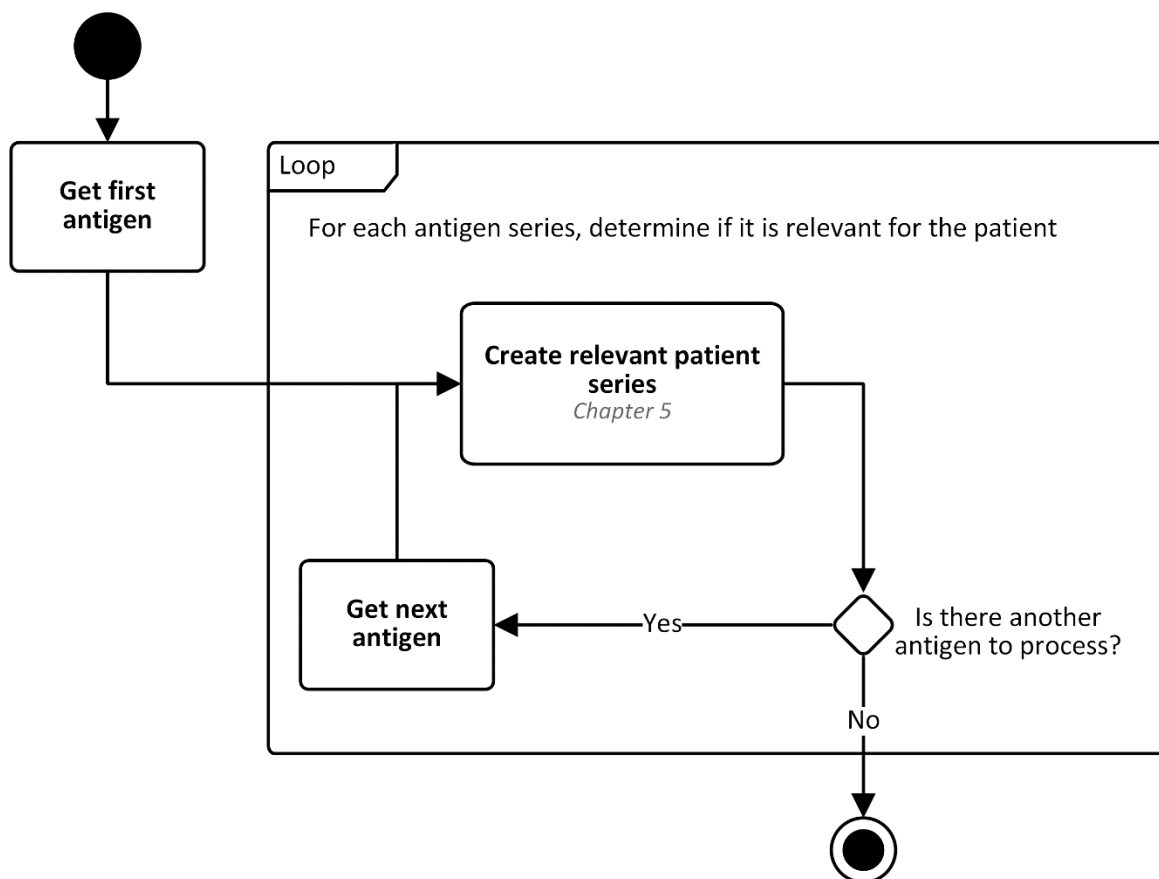 Get first
antigen
Loop
For each antigen series, determine if it is relevant for the patient
Create relevant patient
series
Chapter 5
Get next
antigen
Yes
Is there another
antigen to process?
No